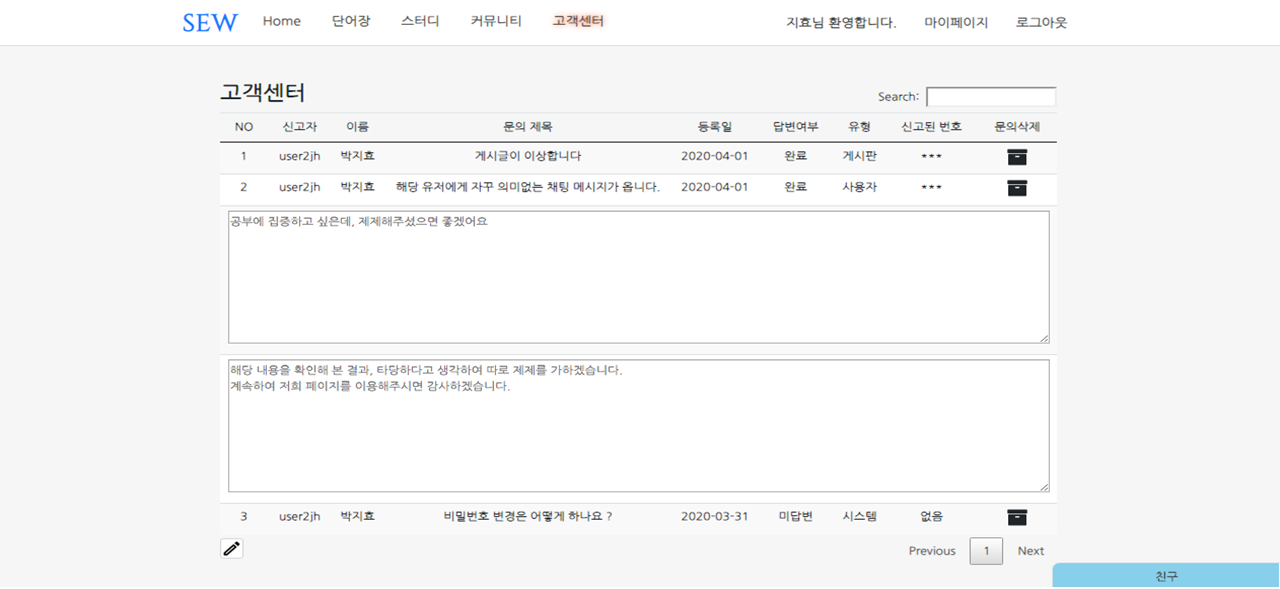 SEW Home 단어장 스터디 커뮤니티 고객센터 지효님 환영합니다. 마이페이지 로그아웃
고객센터 Search:
NO 신고자 이름 문의 제목 등록일 답변여부 유형 신고된 번호 문의삭제
1 user2jh 박지효 게시글이 이상합니다 2020-04-01 완료 게시판 ***
2 user2jh 박지효 해당 유저에게 자꾸 의미없는 채팅 메시지가 옵니다. 2020-04-01 완료 사용자 ***
공부에 집중하고 싶은데, 제제해주셨으면 좋겠어요
해당 내용을 확인해 본 결과, 타당하다고 생각하여 따로 제제를 가하겠습니다.
계속하여 저희 페이지를 이용해주시면 감사하겠습니다.
3 user2jh 박지효 비밀번호 변경은 어떻게 하나요 ? 2020-03-31 미답변 시스템 없음
Previous 1 Next
친구